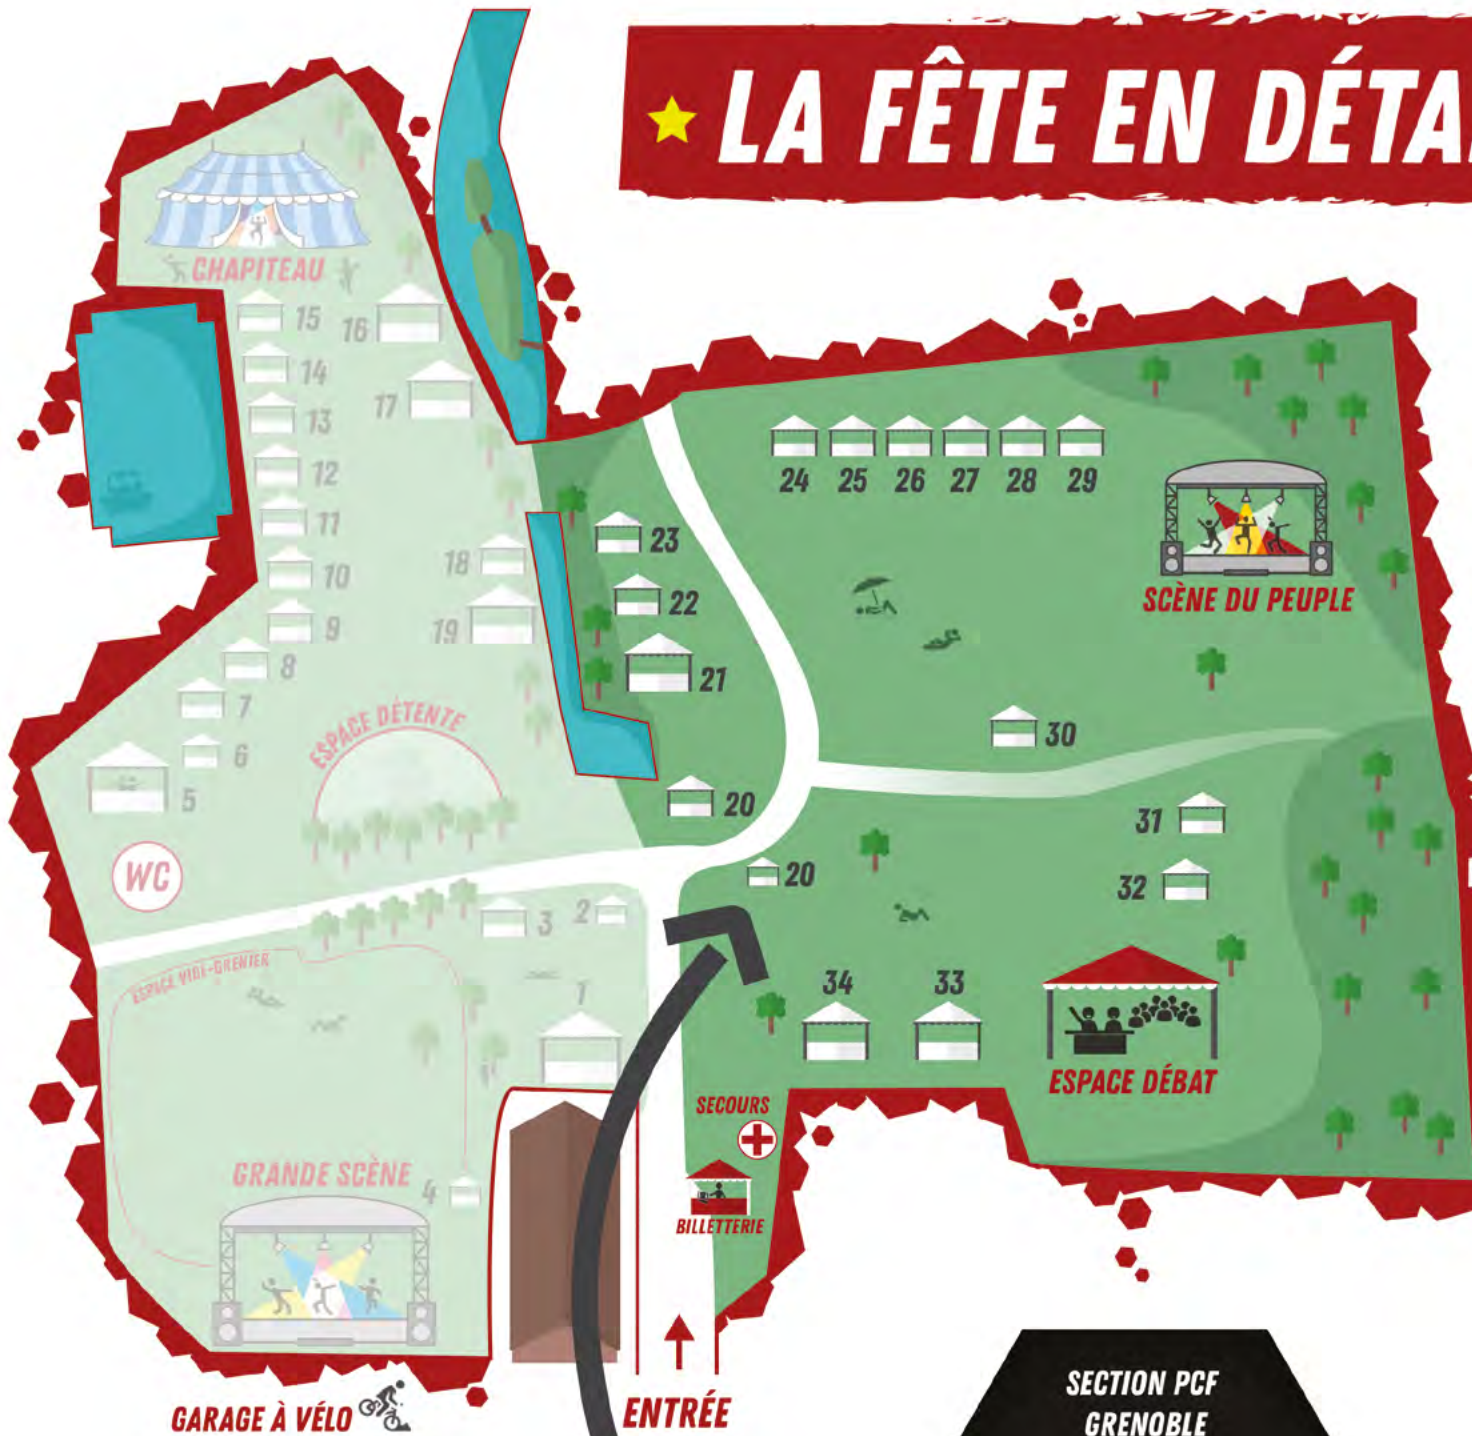 LA FÊTE EN DÉTA
CHAPITEAU
15
16
14
17
13
12
11
10
18
9
19
8
7
6
5
ESPACE DÉTENTE
WC
24 25 26 27 28 29
23
22
21
20
20
SCÈNE DU PEUPLE
30
31
32
3
2
1
ESPACE VIDE-GRENIER
34
33
ESPACE DÉBAT
SECOURS
BILLETTERIE
GRANDE SCÈNE
4
GARAGE À VÉLO
ENTRÉE
SECTION PCF
GRENOBLE